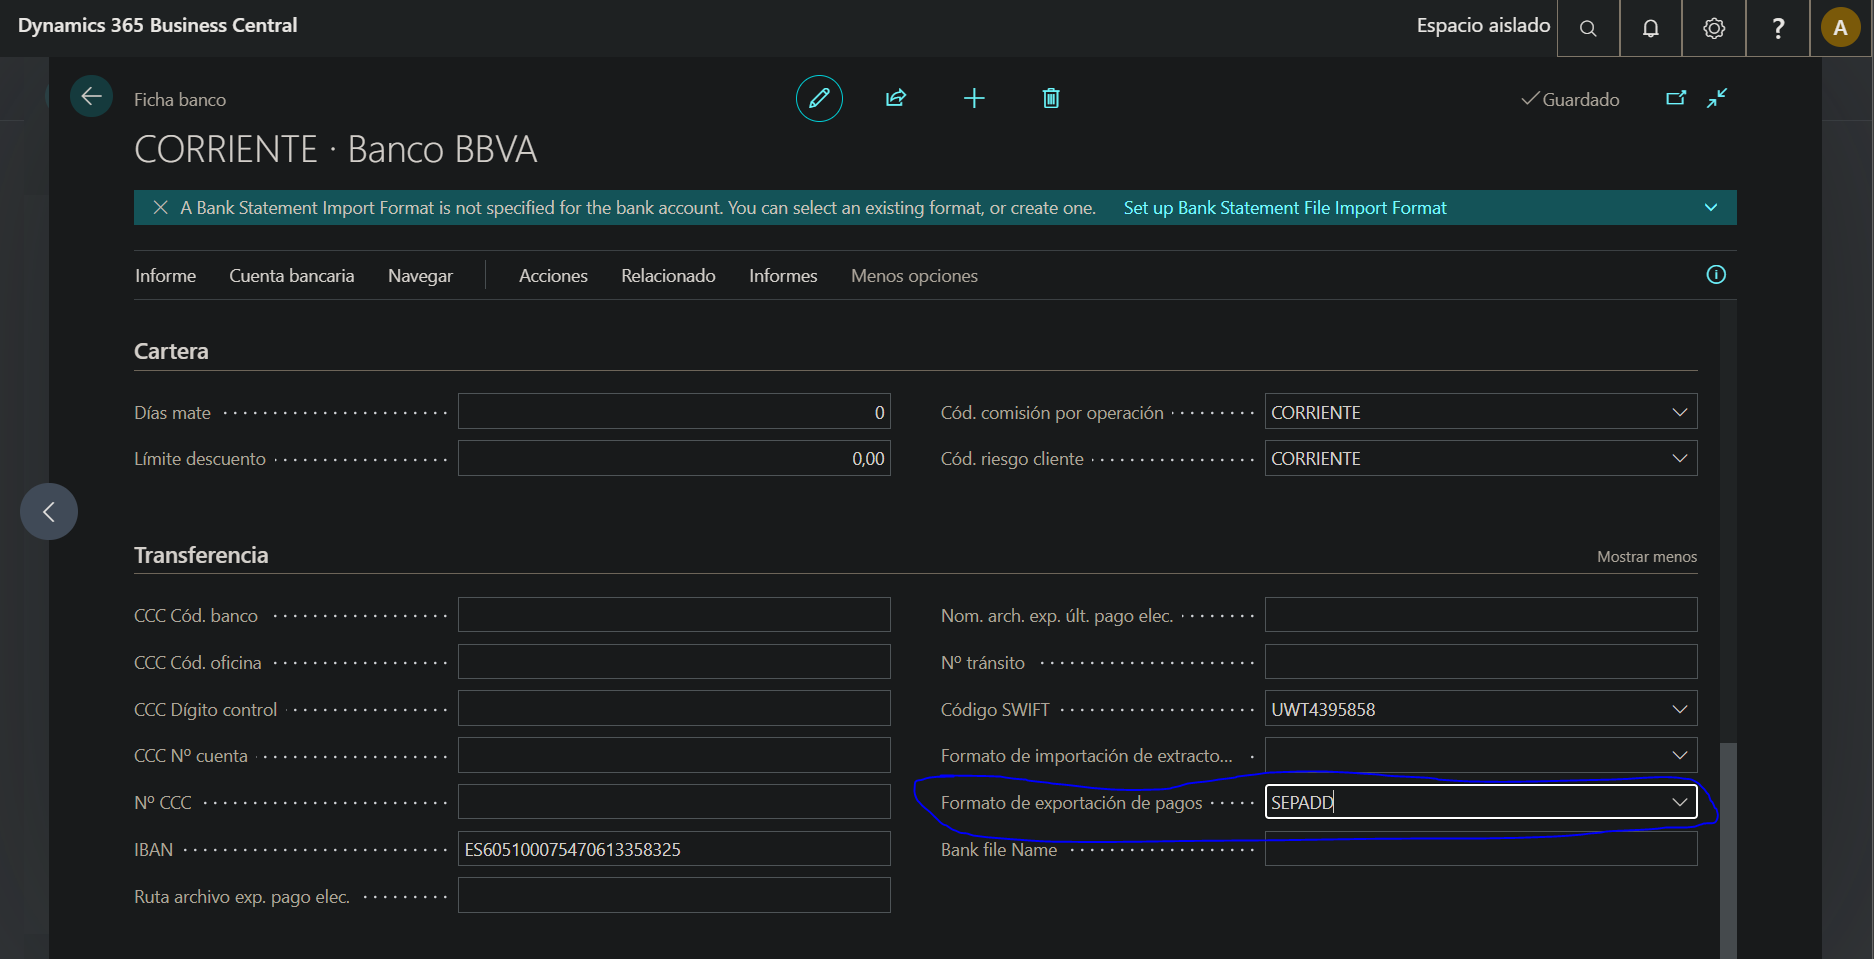 Dynamics 365 Business Central
Espacio aislado
?
A
Ficha banco
Guardado
CORRIENTE · Banco BBVA
A Bank Statement Import Format is not specified for the bank account. You can select an existing format, or create one. Set up Bank Statement File Import Format
Informe Cuenta bancaria Navegar Acciones Relacionado Informes Menos opciones
Cartera
Días mate 0
Cód. comisión por operación CORRIENTE
Límite descuento 0,00
Cód. riesgo cliente CORRIENTE
Transferencia
Mostrar menos
CCC Cód. banco
Nom. arch. exp. últ. pago elec.
CCC Cód. oficina
Nº tránsito
CCC Dígito control
Código SWIFT UWT4395858
CCC Nº cuenta
Formato de importación de extracto...
Nº CCC
Formato de exportación de pagos SEPADD
IBAN ES6051000754706133358325
Bank file Name
Ruta archivo exp. pago elec.